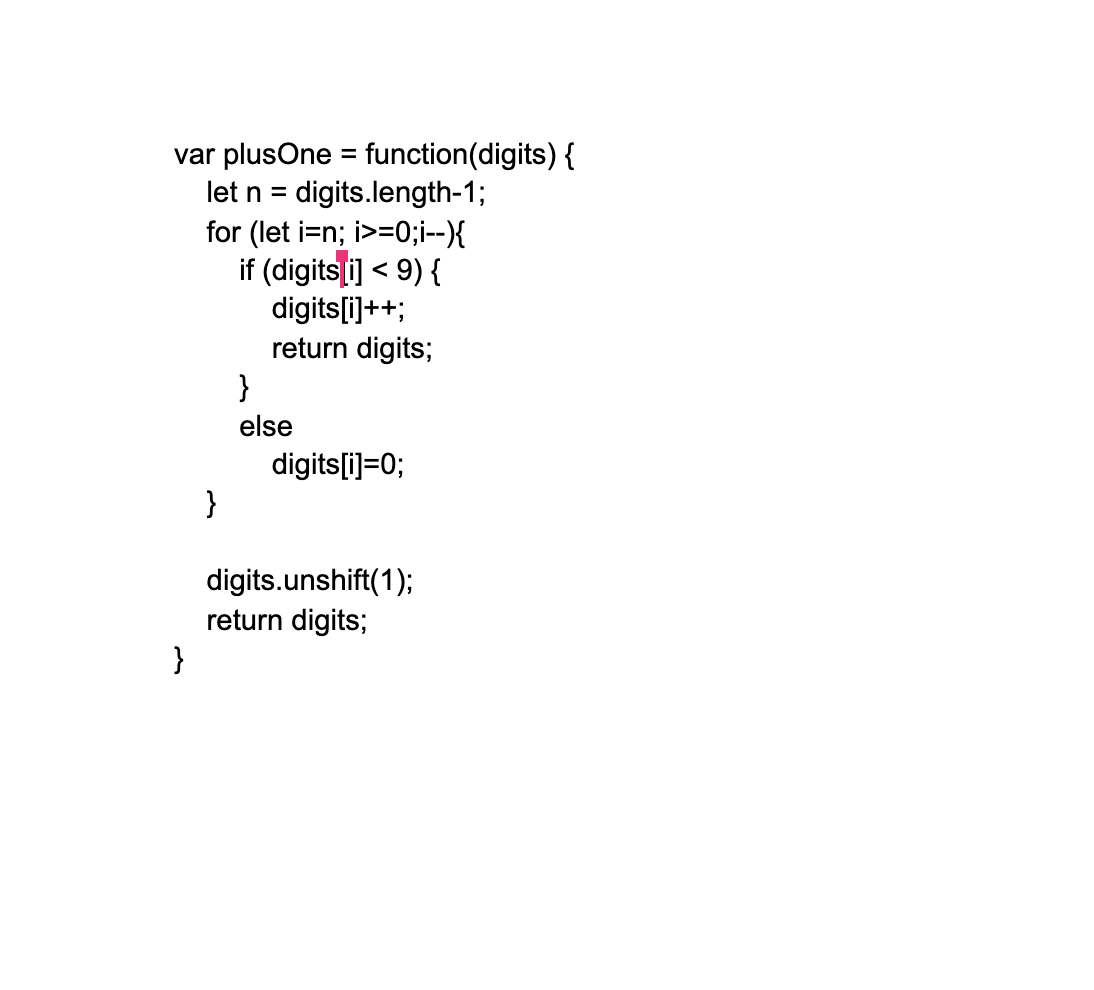 var plusOne = function(digits) {
let n = digits.length-1;
for (let i=n; i>=0;i--){
if (digits[i] < 9) {
digits[i]++;
return digits;
}
else
digits[i]=0;
}
digits.unshift(1);
return digits;
}